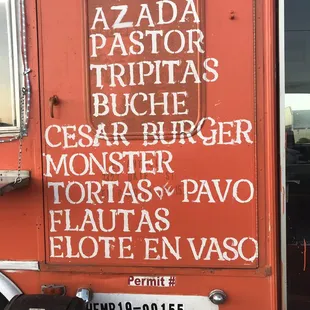 AZADA
PASTOR
TRIPITAS
BUCHE
CESAR BURGER
MONSTER
TORTAS DE PAVO
FLAUTAS
ELOTE EN VASO
Permit #